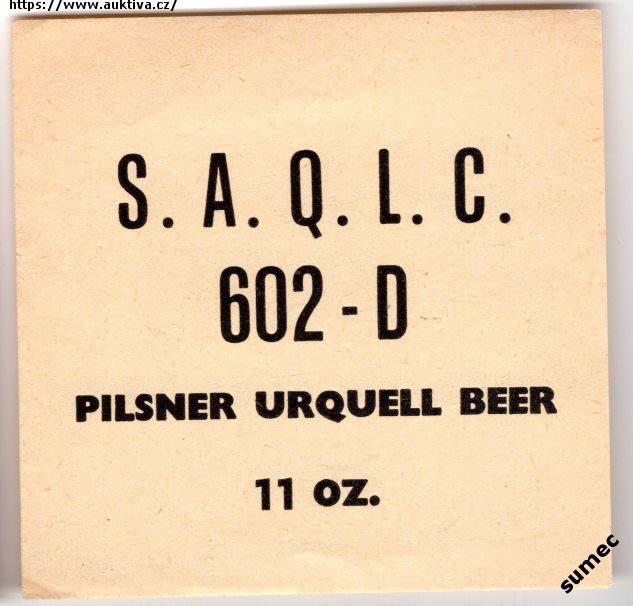 https://www.auktiva.cz/
S. A. Q. L. C.
602 - D
PILSNER URQUELL BEER
11 OZ.
sumec